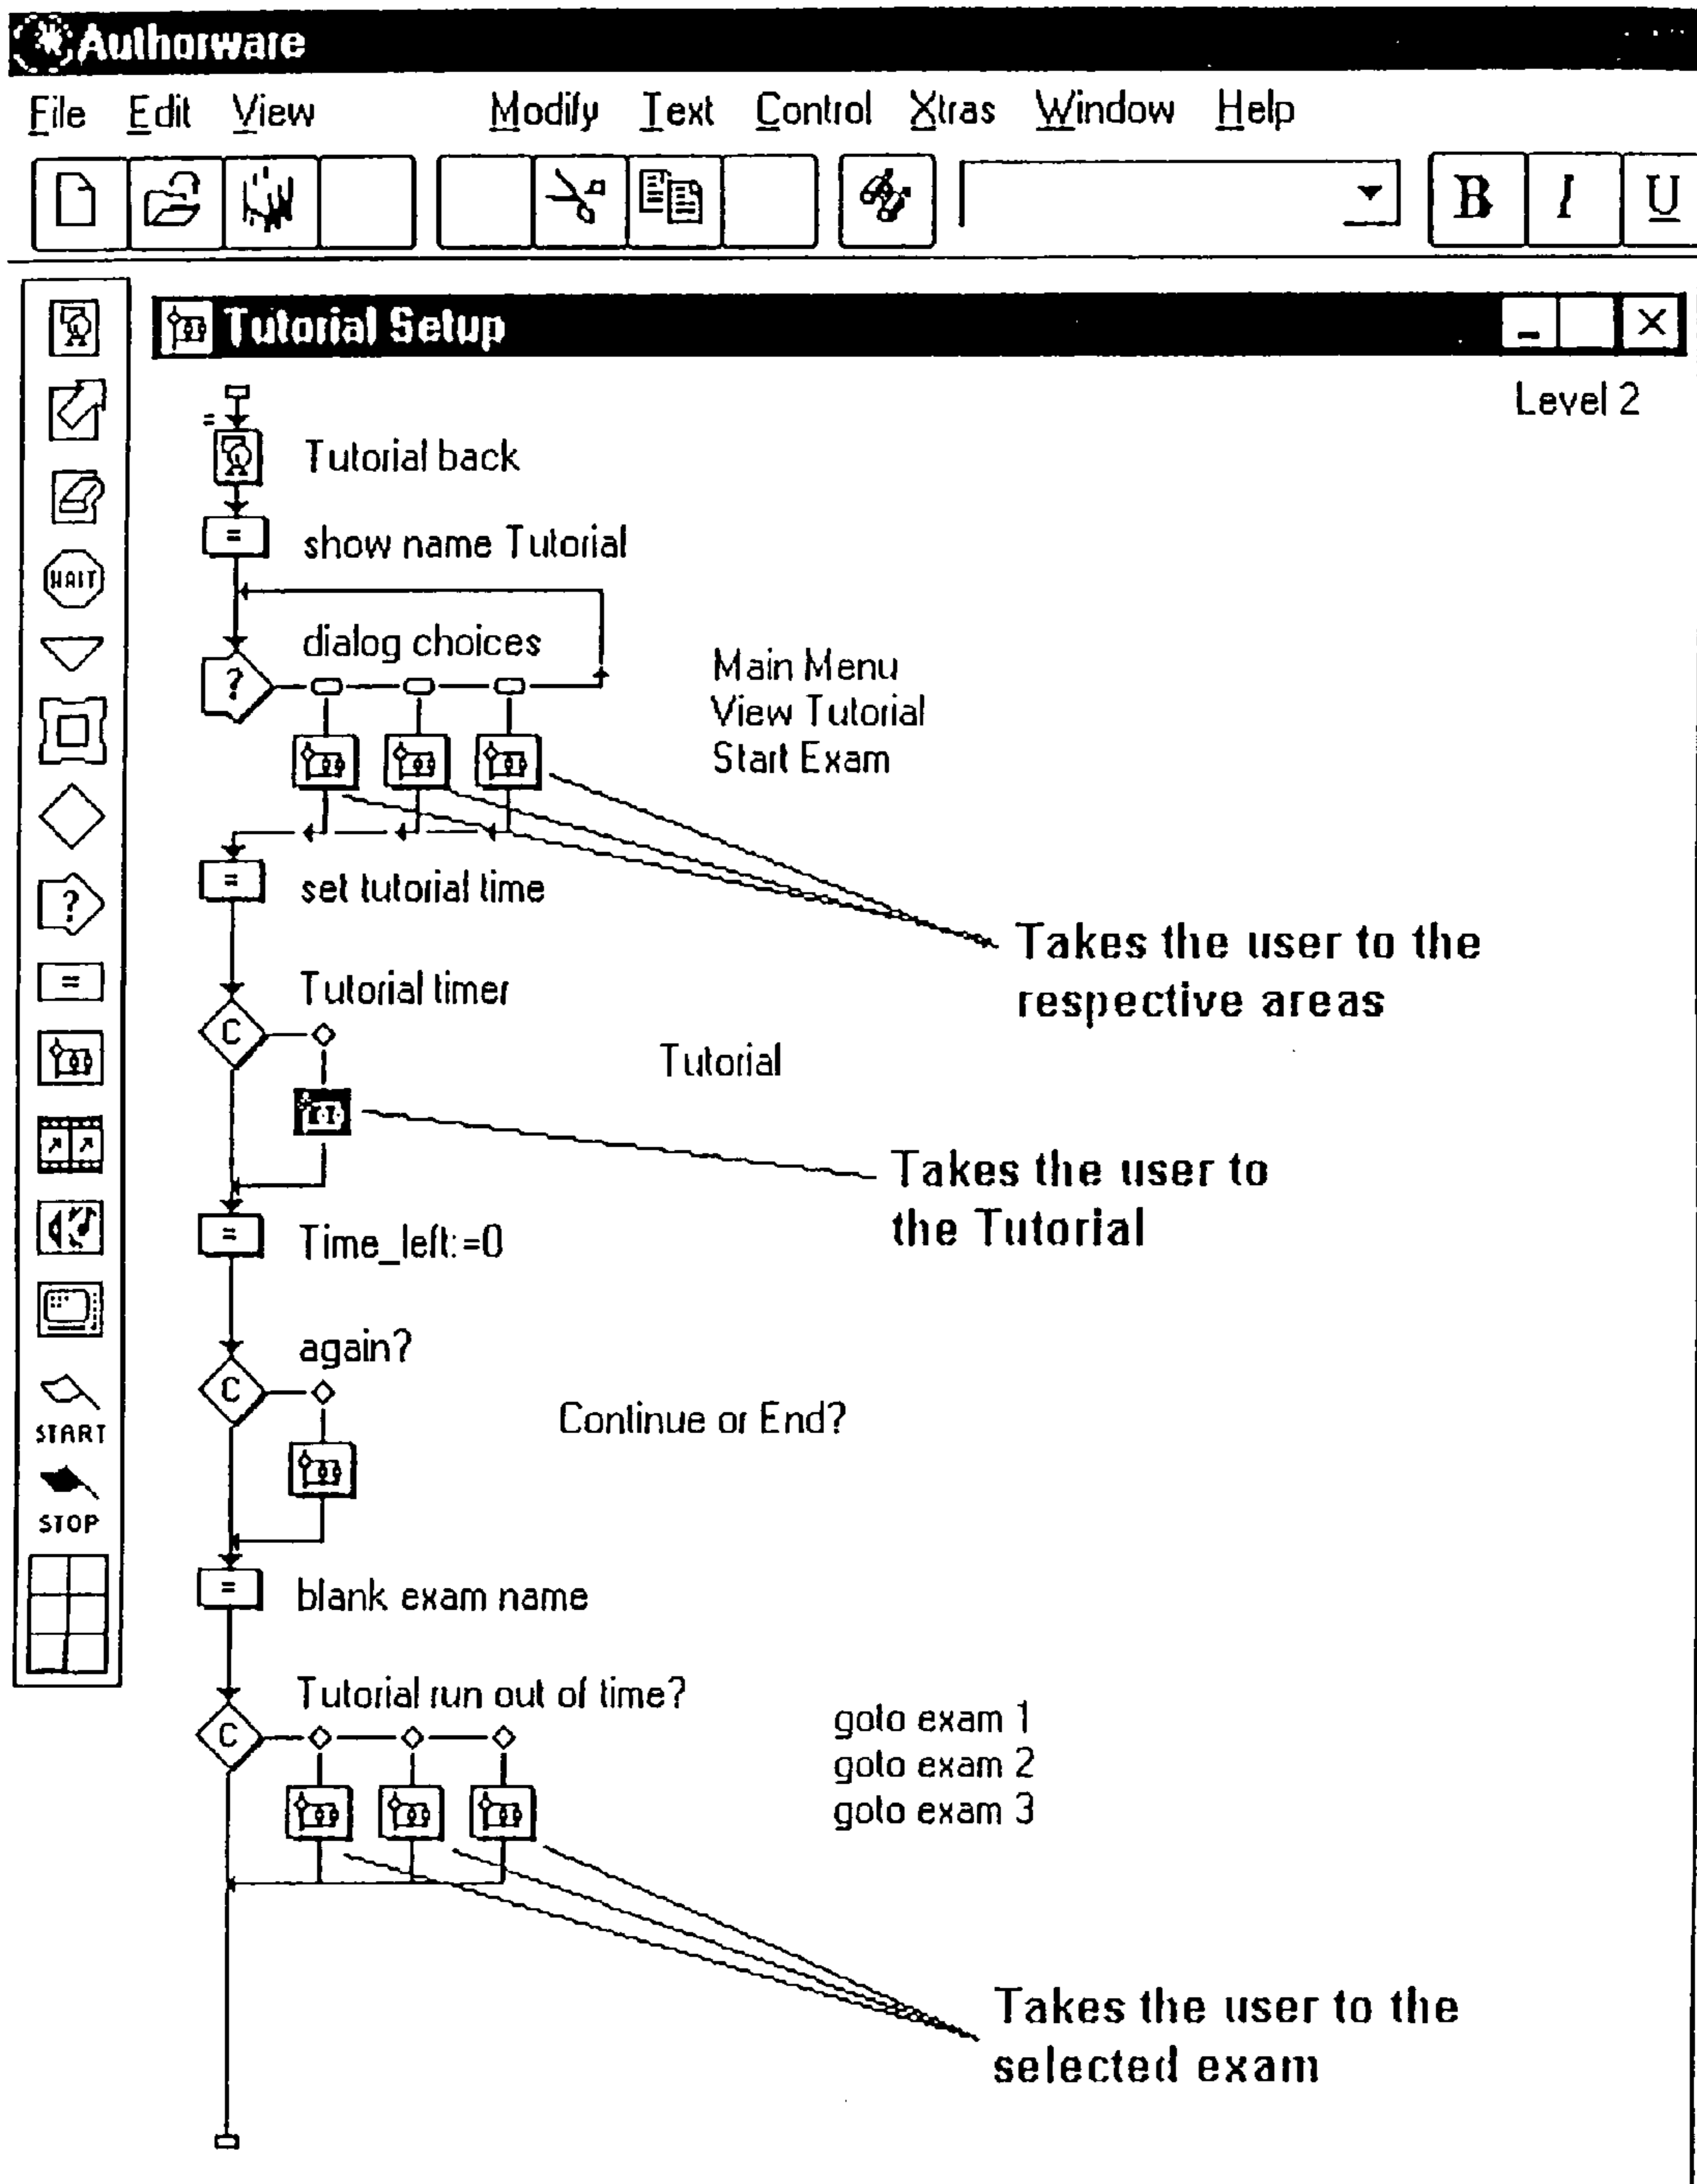 Authorware
File Edit View Modify Text Control Xtras Window Help
B I U
Tutorial Setup
Level 2
=
Tutorial back
= show name Tutorial
WAIT
dialog choices
?
Main Menu
View Tutorial
Start Exam
= set tutorial time
?
Takes the user to the
respective areas
=
Tutorial timer
C
Tutorial
Takes the user to
the Tutorial
= Time_left:=0
again?
C
Continue or End?
START
STOP
= blank exam name
Tutorial run out of time?
C
goto exam 1
goto exam 2
goto exam 3
Takes the user to the
selected exam